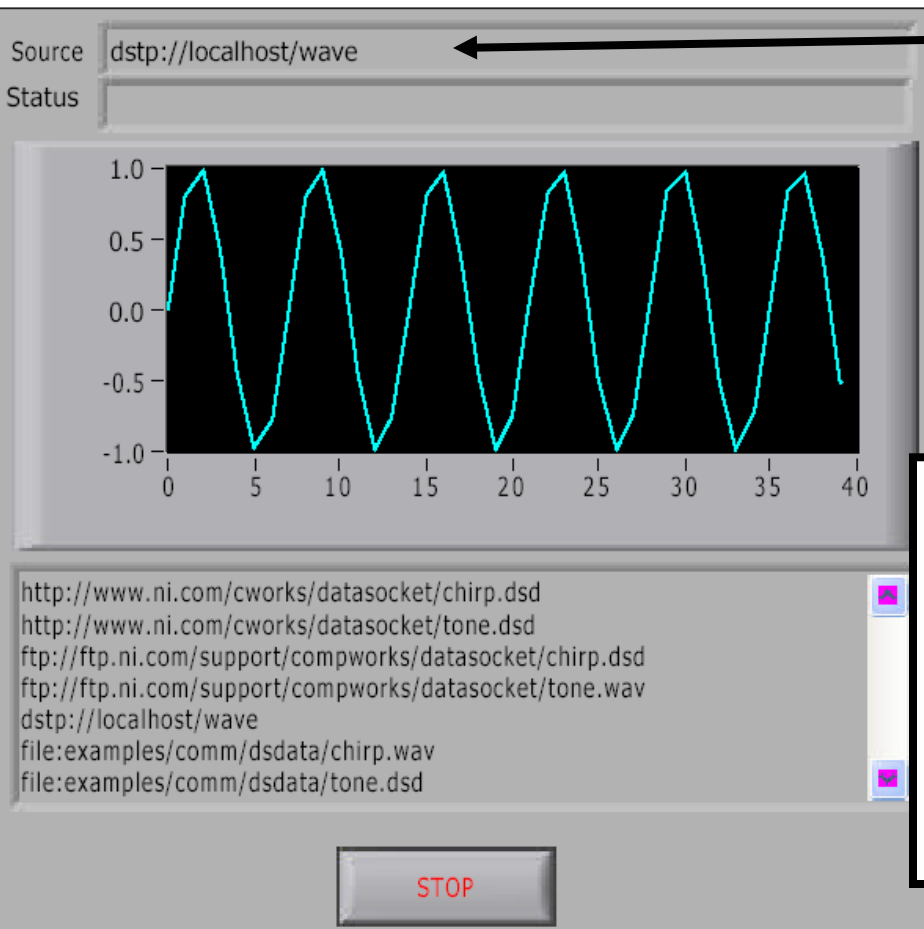 Source dstp://localhost/wave
Status
1.0
0.5
0.0
-0.5
-1.0
0 5 10 15 20 25 30 35 40
http://www.ni.com/cworks/datasocket/chirp.dsd
http://www.ni.com/cworks/datasocket/tone.dsd
ftp://ftp.ni.com/support/compworks/datasocket/chirp.dsd
ftp://ftp.ni.com/support/compworks/datasocket/tone.wav
dstp://localhost/wave
file:examples/comm/dsdata/chirp.wav
file:examples/comm/dsdata/tone.dsd
STOP